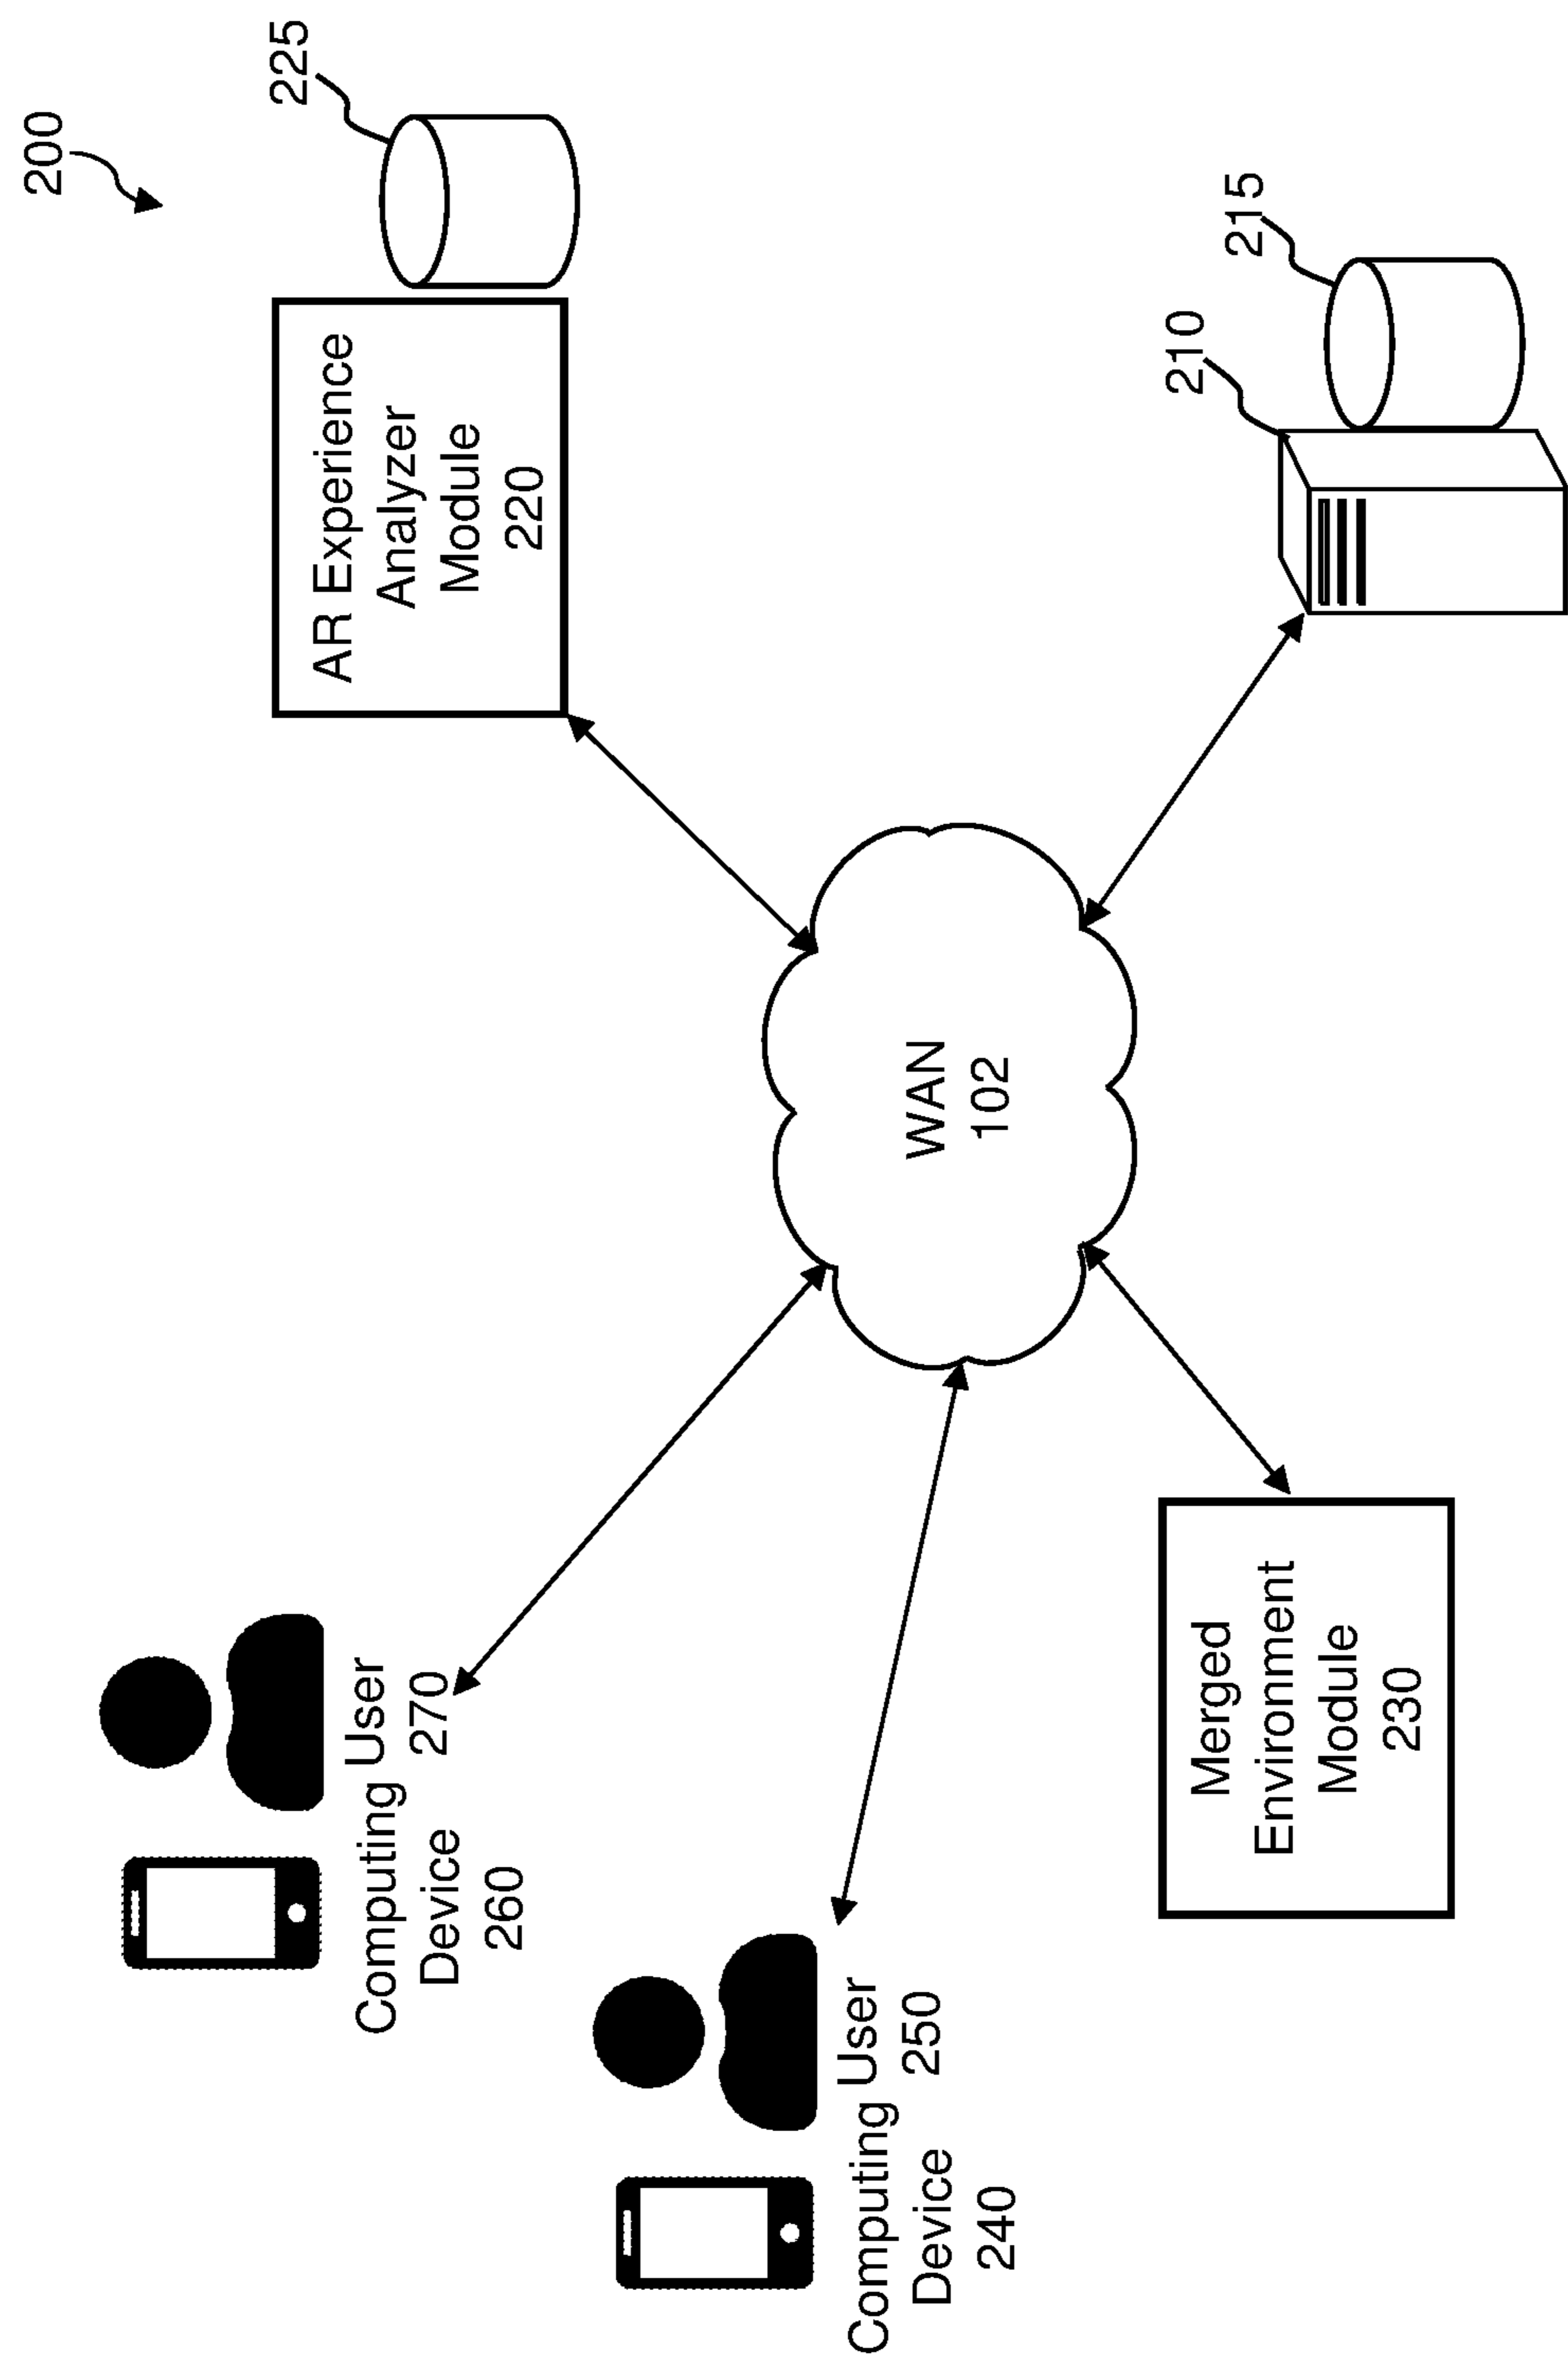 200
225
AR Experience
Analyzer
Module
220
User
270
Computing
Device
260
WAN
102
User
250
Computing
Device
240
215
210
Merged
Environment
Module
230